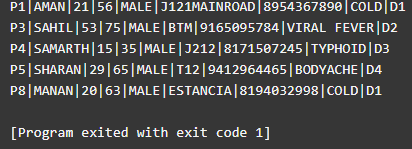 P1|AMAN|21|56|MALE|J121MAINROAD|8954367890|COLD|D1
P3|SAHIL|53|75|MALE|BTM|9165095784|VIRAL FEVER|D2
P4|SAMARTH|15|35|MALE|J212|8171507245|TYPHOID|D3
P5|SHARAN|29|65|MALE|T12|9412964465|BODYACHE|D4
P8|MANAN|20|63|MALE|ESTANCIA|8194032998|COLD|D1
[Program exited with exit code 1]